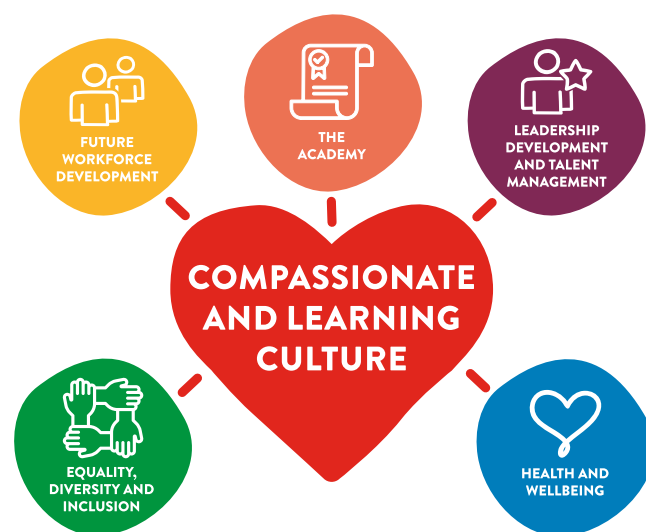 FUTURE
WORKFORCE
DEVELOPMENT
THE
ACADEMY
LEADERSHIP
DEVELOPMENT
AND TALENT
MANAGEMENT
COMPASSIONATE
AND LEARNING
CULTURE
EQUALITY,
DIVERSITY AND
INCLUSION
HEALTH AND
WELLBEING